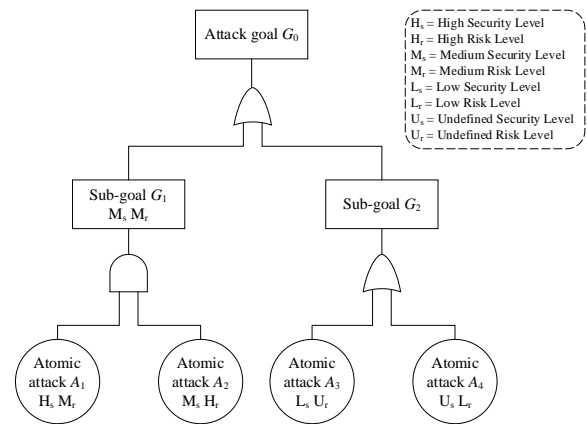 Attack goal G₀
Hₛ = High Security Level
Hᵣ = High Risk Level
Mₛ = Medium Security Level
Mᵣ = Medium Risk Level
Lₛ = Low Security Level
Lᵣ = Low Risk Level
Uₛ = Undefined Security Level
Uᵣ = Undefined Risk Level
Sub-goal G₁
Mₛ Mᵣ
Sub-goal G₂
Atomic
attack A₁
Hₛ Mᵣ
Atomic
attack A₂
Mₛ Hᵣ
Atomic
attack A₃
Lₛ Uᵣ
Atomic
attack A₄
Uₛ Lᵣ